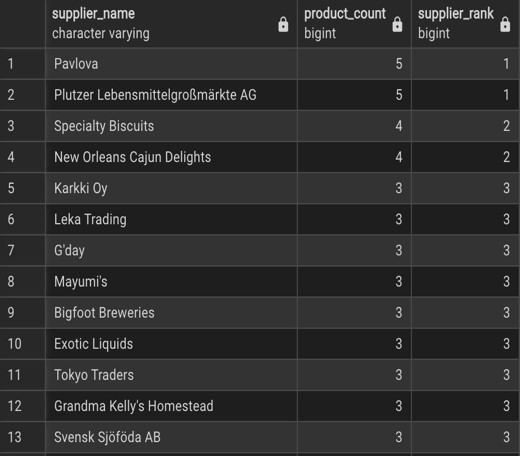 supplier_name product_count supplier_rank
character varying bigint bigint
1 Pavlova 5 1
2 Plutzer Lebensmittelgroßmärkte AG 5 1
3 Specialty Biscuits 4 2
4 New Orleans Cajun Delights 4 2
5 Karkki Oy 3 3
6 Leka Trading 3 3
7 G'day 3 3
8 Mayumi's 3 3
9 Bigfoot Breweries 3 3
10 Exotic Liquids 3 3
11 Tokyo Traders 3 3
12 Grandma Kelly's Homestead 3 3
13 Svensk Sjöföda AB 3 3